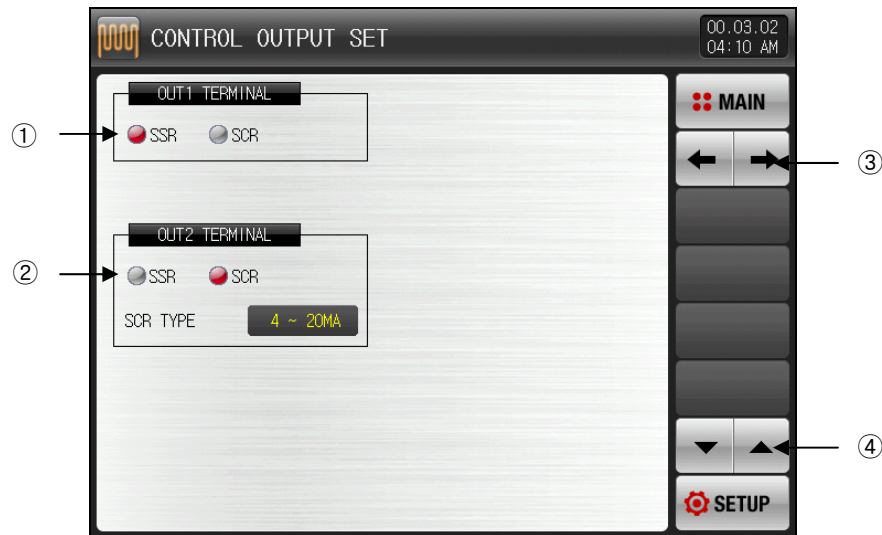 CONTROL OUTPUT SET
00.03.02
04:10 AM
OUT1 TERMINAL
① SSR SCR
MAIN
③
OUT2 TERMINAL
② SSR SCR
SCR TYPE 4 ~ 20MA
④
SETUP